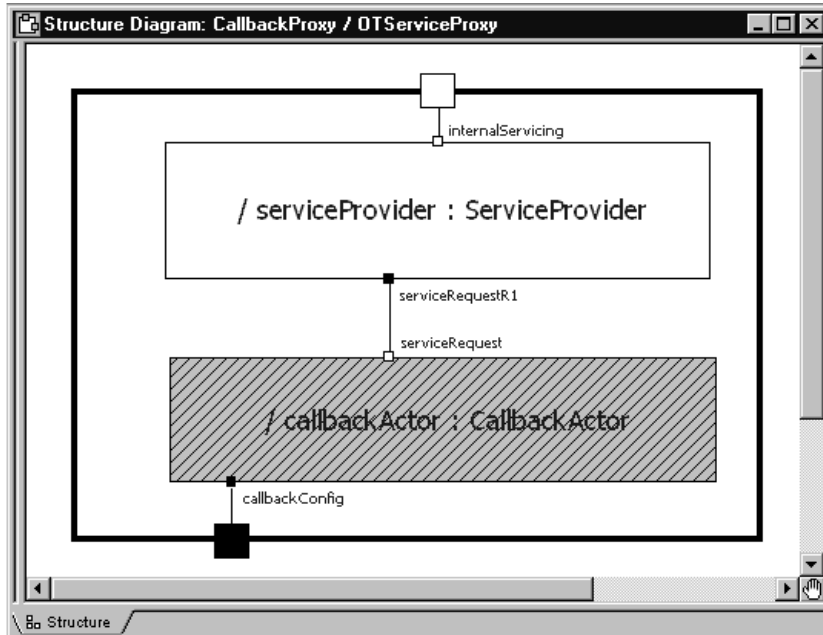 Structure Diagram: CallbackProxy / OTServiceProxy
internalServicing
/ serviceProvider : ServiceProvider
serviceRequestR1
serviceRequest
/ callbackActor : CallbackActor
callbackConfig
Structure